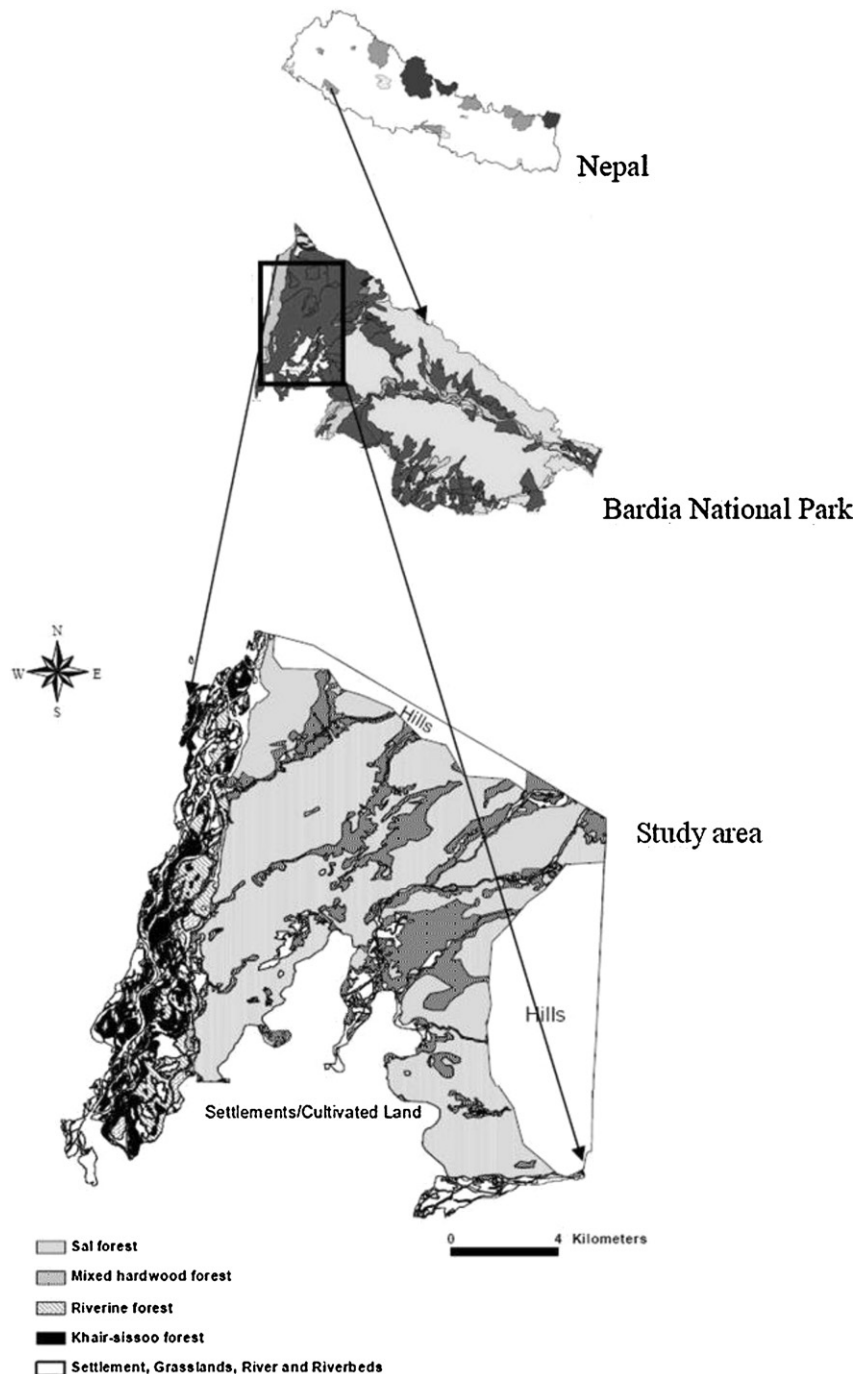 Nepal
Bardia National Park
N
W E
S
Hills
Study area
Hills
Settlements/Cultivated Land
0 4 Kilometers
Sal forest
Mixed hardwood forest
Riverine forest
Khair-sissoo forest
Settlement, Grasslands, River and Riverbeds